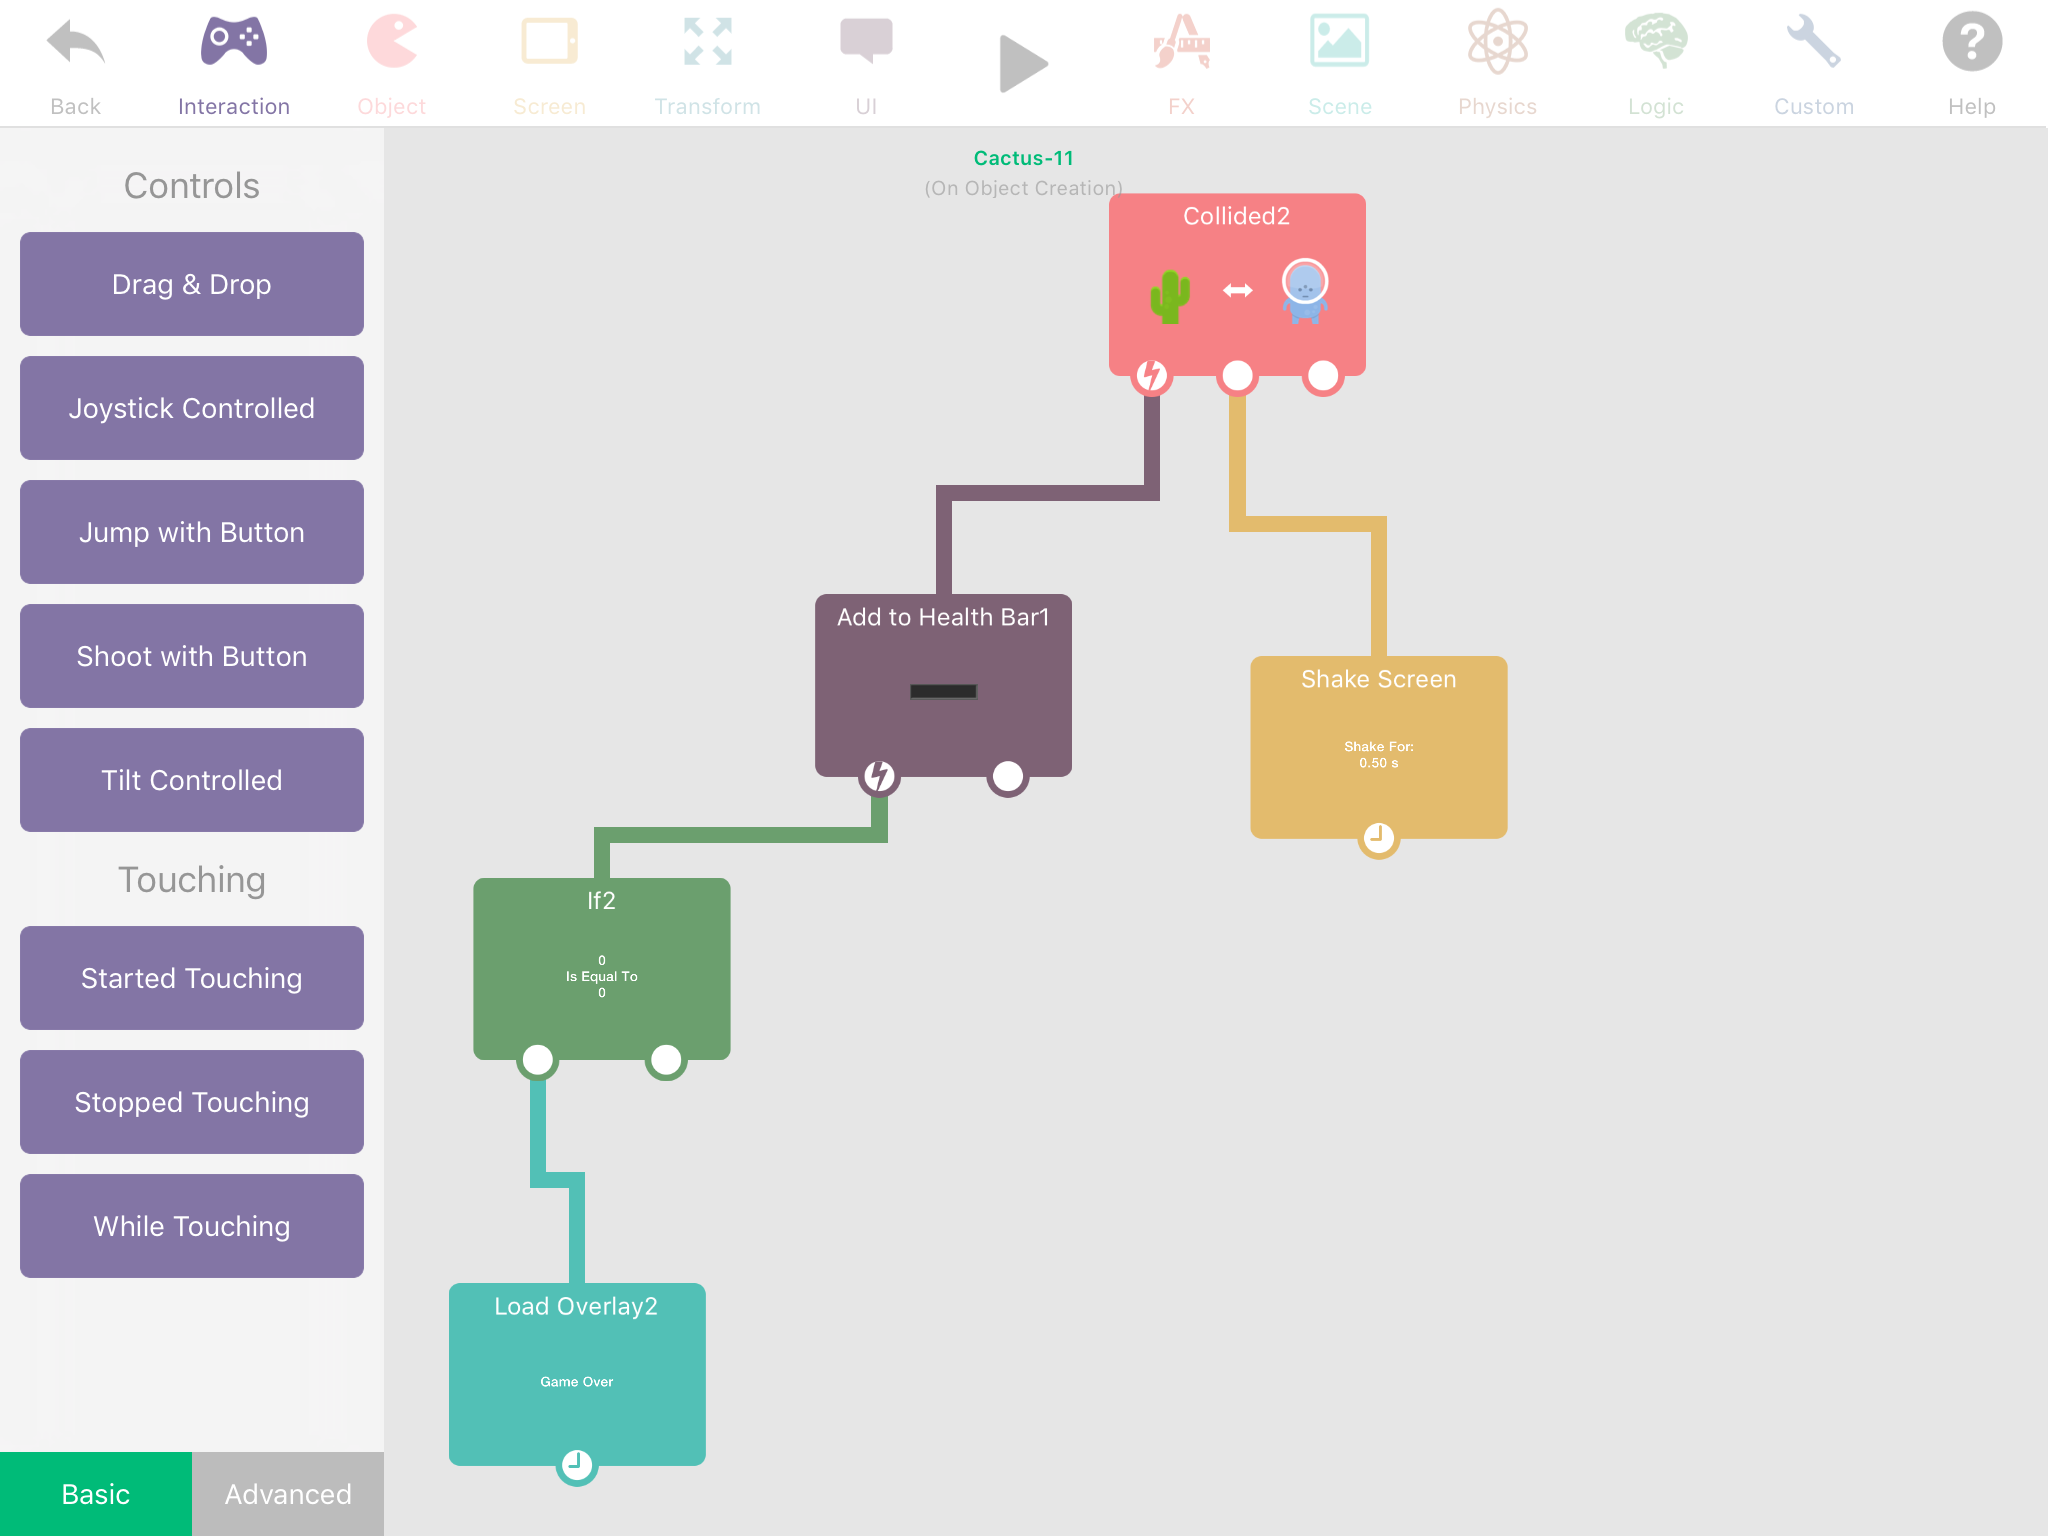 Back
Interaction
Object
Screen
Transform
UI
FX
Scene
Physics
Logic
Custom
Help
Controls
Drag & Drop
Joystick Controlled
Jump with Button
Shoot with Button
Tilt Controlled
Touching
Started Touching
Stopped Touching
While Touching
Basic
Advanced
Cactus-11
(On Object Creation)
Collided2
Add to Health Bar1
Shake Screen
Shake For:
0.50 s
If2
0
Is Equal To
0
Load Overlay2
Game Over